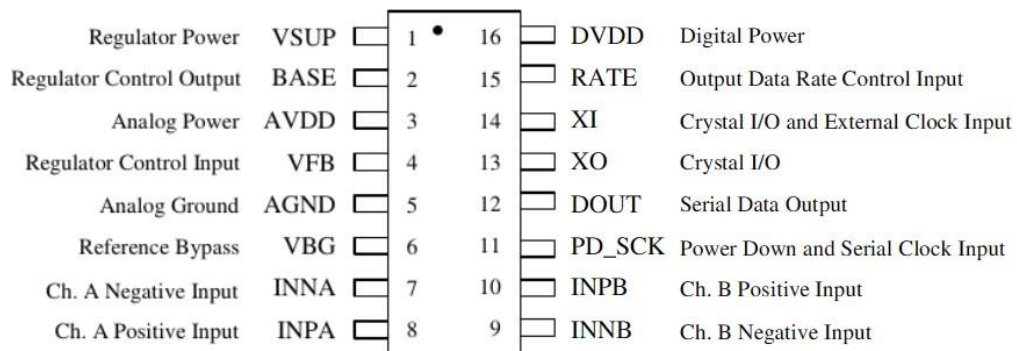 Regulator Power VSUP 1 16 DVDD Digital Power
Regulator Control Output BASE 2 15 RATE Output Data Rate Control Input
Analog Power AVDD 3 14 XI Crystal I/O and External Clock Input
Regulator Control Input VFB 4 13 XO Crystal I/O
Analog Ground AGND 5 12 DOUT Serial Data Output
Reference Bypass VBG 6 11 PD_SCK Power Down and Serial Clock Input
Ch. A Negative Input INNA 7 10 INPB Ch. B Positive Input
Ch. A Positive Input INPA 8 9 INNB Ch. B Negative Input